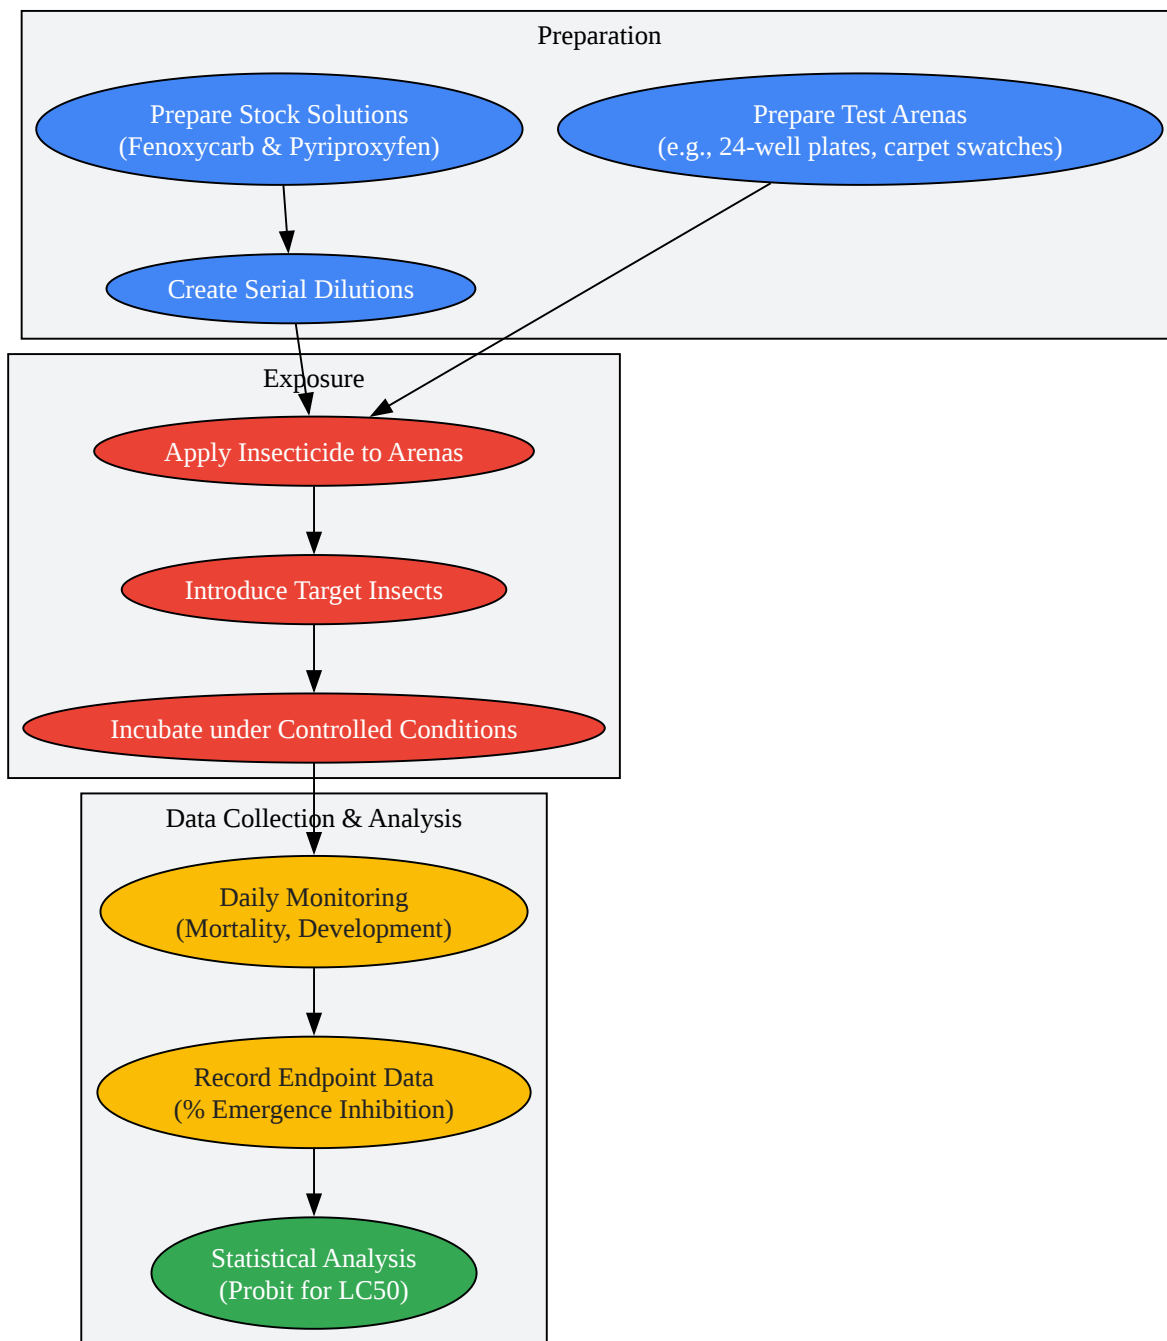 Preparation
Prepare Stock Solutions
(Fenoxycarb & Pyriproxyfen)
Prepare Test Arenas
(e.g., 24-well plates, carpet swatches)
Create Serial Dilutions
Exposure
Apply Insecticide to Arenas
Introduce Target Insects
Incubate under Controlled Conditions
Data Collection & Analysis
Daily Monitoring
(Mortality, Development)
Record Endpoint Data
(% Emergence Inhibition)
Statistical Analysis
(Probit for LC50)